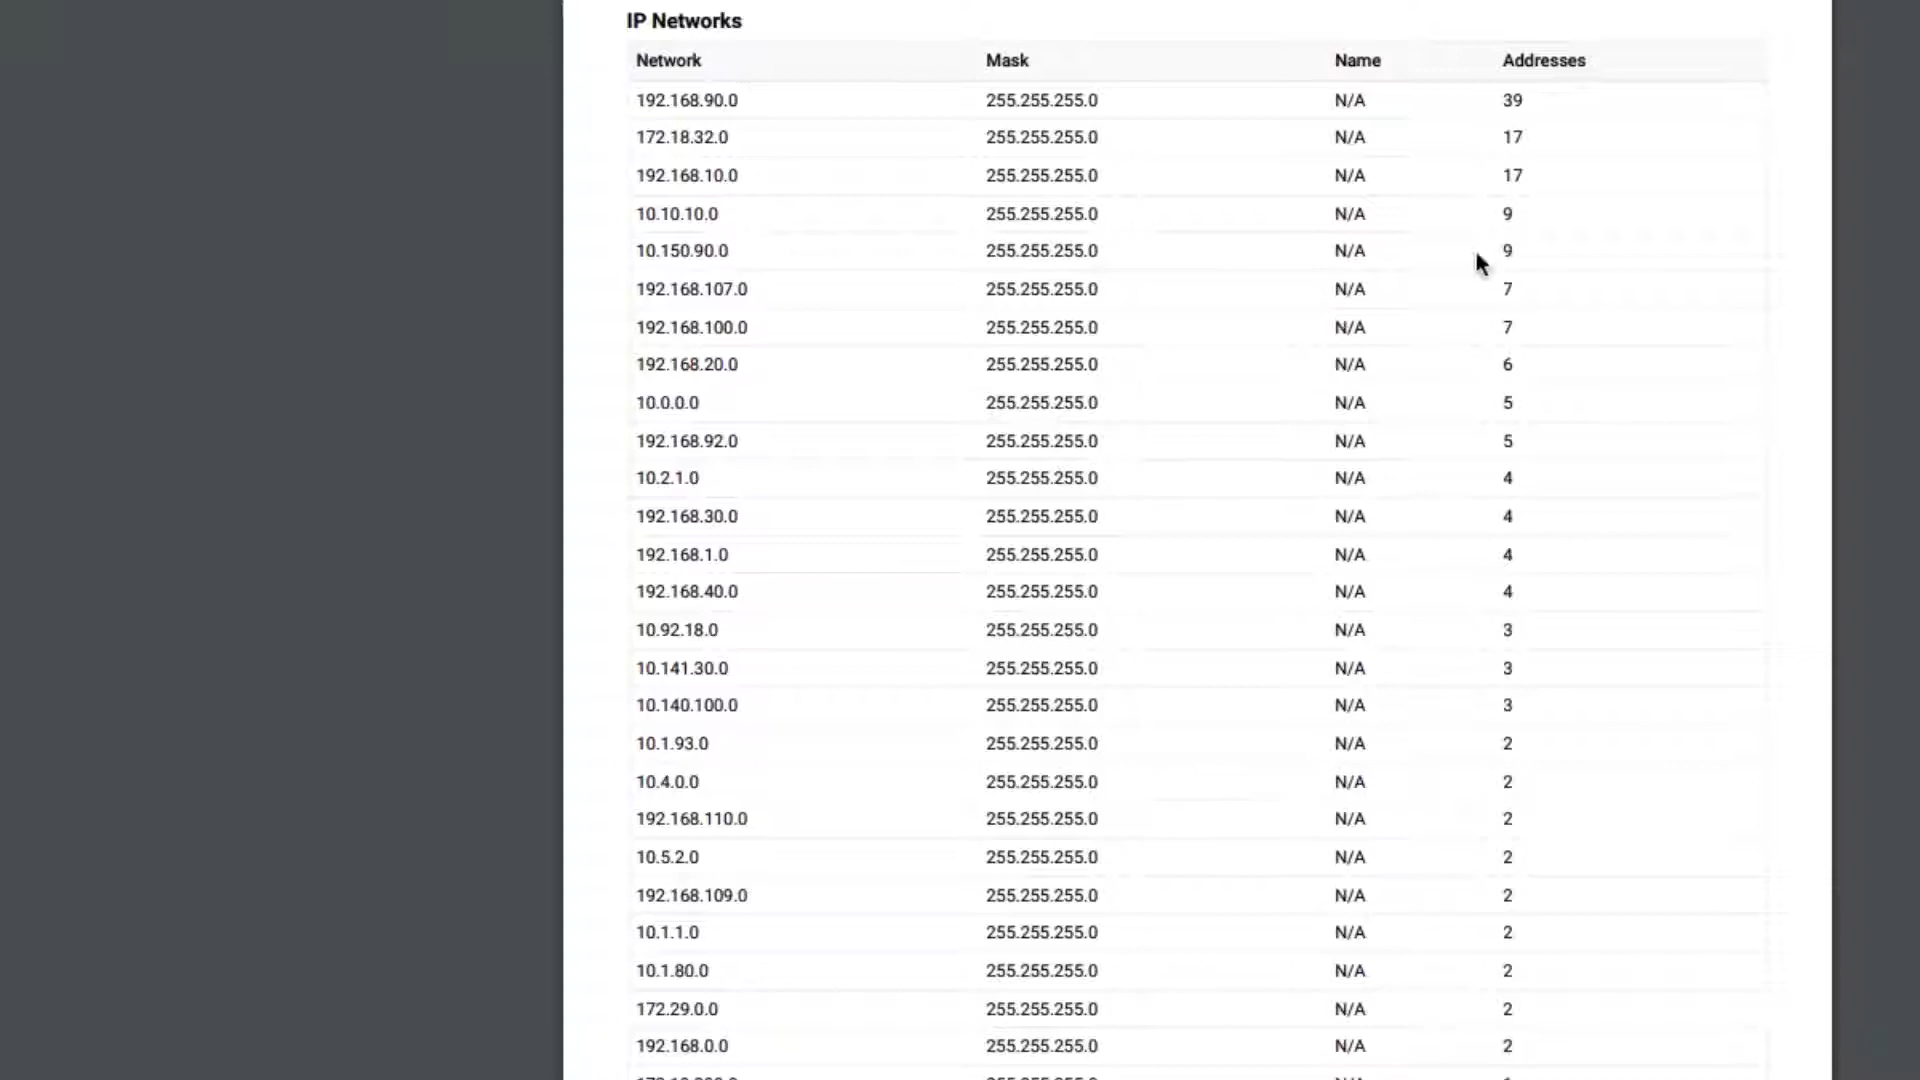 IP Networks
Network Mask Name Addresses
192.168.90.0 255.255.255.0 N/A 39
172.18.32.0 255.255.255.0 N/A 17
192.168.10.0 255.255.255.0 N/A 17
10.10.10.0 255.255.255.0 N/A 9
10.150.90.0 255.255.255.0 N/A 9
192.168.107.0 255.255.255.0 N/A 7
192.168.100.0 255.255.255.0 N/A 7
192.168.20.0 255.255.255.0 N/A 6
10.0.0.0 255.255.255.0 N/A 5
192.168.92.0 255.255.255.0 N/A 5
10.2.1.0 255.255.255.0 N/A 4
192.168.30.0 255.255.255.0 N/A 4
192.168.1.0 255.255.255.0 N/A 4
192.168.40.0 255.255.255.0 N/A 4
10.92.18.0 255.255.255.0 N/A 3
10.141.30.0 255.255.255.0 N/A 3
10.140.100.0 255.255.255.0 N/A 3
10.1.93.0 255.255.255.0 N/A 2
10.4.0.0 255.255.255.0 N/A 2
192.168.110.0 255.255.255.0 N/A 2
10.5.2.0 255.255.255.0 N/A 2
192.168.109.0 255.255.255.0 N/A 2
10.1.1.0 255.255.255.0 N/A 2
10.1.80.0 255.255.255.0 N/A 2
172.29.0.0 255.255.255.0 N/A 2
192.168.0.0 255.255.255.0 N/A 2